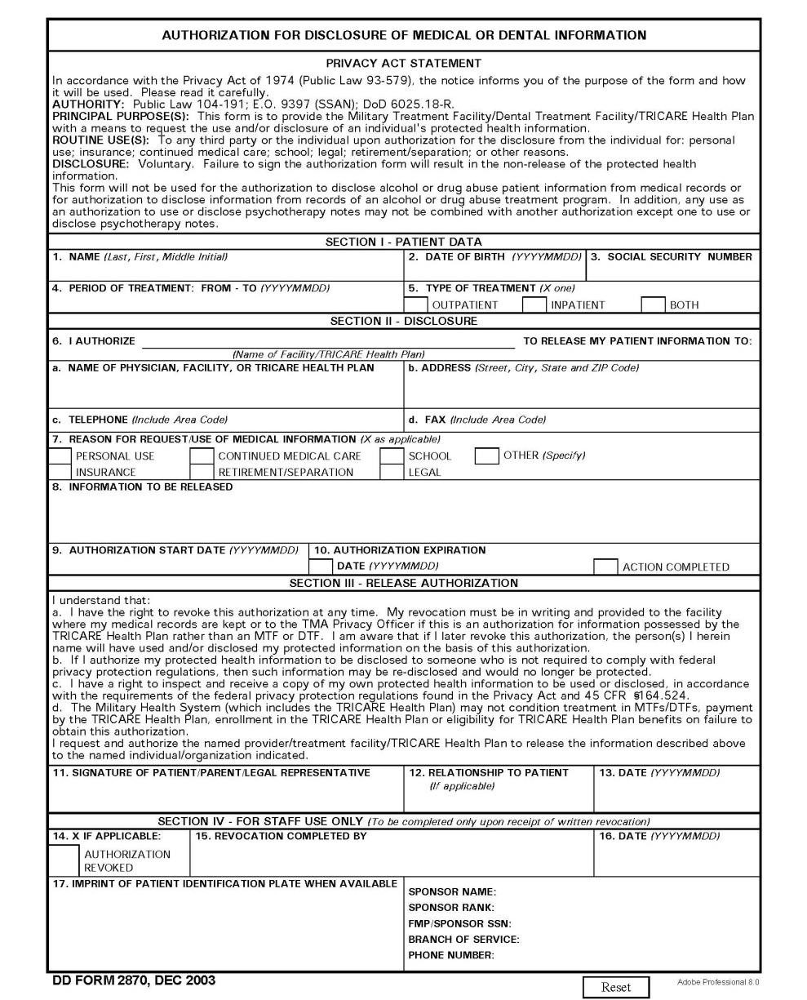 AUTHORIZATION FOR DISCLOSURE OF MEDICAL OR DENTAL INFORMATION
PRIVACY ACT STATEMENT
In accordance with the Privacy Act of 1974 (Public Law 93-579), the notice informs you of the purpose of the form and how
it will be used. Please read it carefully.
AUTHORITY: Public Law 104-191; E.O. 9397 (SSAN); DoD 6025.18-R.
PRINCIPAL PURPOSE(S): This form is to provide the Military Treatment Facility/Dental Treatment Facility/TRICARE Health Plan
with a means to request the use and/or disclosure of an individual's protected health information.
ROUTINE USE(S): To any third party or the individual upon authorization for the disclosure from the individual for: personal
use; insurance; continued medical care; school; legal; retirement/separation; or other reasons.
DISCLOSURE: Voluntary. Failure to sign the authorization form will result in the non-release of the protected health
information.
This form will not be used for the authorization to disclose alcohol or drug abuse patient information from medical records or
for authorization to disclose information from records of an alcohol or drug abuse treatment program. In addition, any use as
an authorization to use or disclose psychotherapy notes may not be combined with another authorization except one to use or
disclose psychotherapy notes.
SECTION I - PATIENT DATA
1. NAME (Last, First, Middle Initial)
2. DATE OF BIRTH (YYYYMMDD)
3. SOCIAL SECURITY NUMBER
4. PERIOD OF TREATMENT: FROM - TO (YYYYMMDD)
5. TYPE OF TREATMENT (X one)
OUTPATIENT
INPATIENT
BOTH
SECTION II - DISCLOSURE
6. I AUTHORIZE
TO RELEASE MY PATIENT INFORMATION TO:
(Name of Facility/TRICARE Health Plan)
a. NAME OF PHYSICIAN, FACILITY, OR TRICARE HEALTH PLAN
b. ADDRESS (Street, City, State and ZIP Code)
c. TELEPHONE (Include Area Code)
d. FAX (Include Area Code)
7. REASON FOR REQUEST/USE OF MEDICAL INFORMATION (X as applicable)
PERSONAL USE
CONTINUED MEDICAL CARE
SCHOOL
OTHER (Specify)
INSURANCE
RETIREMENT/SEPARATION
LEGAL
8. INFORMATION TO BE RELEASED
9. AUTHORIZATION START DATE (YYYYMMDD)
10. AUTHORIZATION EXPIRATION
DATE (YYYYMMDD)
ACTION COMPLETED
SECTION III - RELEASE AUTHORIZATION
I understand that:
a. I have the right to revoke this authorization at any time. My revocation must be in writing and provided to the facility
where my medical records are kept or to the TMA Privacy Officer if this is an authorization for information possessed by the
TRICARE Health Plan rather than an MTF or DTF. I am aware that if I later revoke this authorization, the person(s) I herein
name will have used and/or disclosed my protected information on the basis of this authorization.
b. If I authorize my protected health information to be disclosed to someone who is not required to comply with federal
privacy protection regulations, then such information may be re-disclosed and would no longer be protected.
c. I have a right to inspect and receive a copy of my own protected health information to be used or disclosed, in accordance
with the requirements of the federal privacy protection regulations found in the Privacy Act and 45 CFR §164.524.
d. The Military Health System (which includes the TRICARE Health Plan) may not condition treatment in MTFs/DTFs, payment
by the TRICARE Health Plan, enrollment in the TRICARE Health Plan or eligibility for TRICARE Health Plan benefits on failure to
obtain this authorization.
I request and authorize the named provider/treatment facility/TRICARE Health Plan to release the information described above
to the named individual/organization indicated.
11. SIGNATURE OF PATIENT/PARENT/LEGAL REPRESENTATIVE
12. RELATIONSHIP TO PATIENT
(If applicable)
13. DATE (YYYYMMDD)
SECTION IV - FOR STAFF USE ONLY (To be completed only upon receipt of written revocation)
14. X IF APPLICABLE:
AUTHORIZATION
REVOKED
15. REVOCATION COMPLETED BY
16. DATE (YYYYMMDD)
17. IMPRINT OF PATIENT IDENTIFICATION PLATE WHEN AVAILABLE
SPONSOR NAME:
SPONSOR RANK:
FMP/SPONSOR SSN:
BRANCH OF SERVICE:
PHONE NUMBER:
DD FORM 2870, DEC 2003
Reset
Adobe Professional 8.0